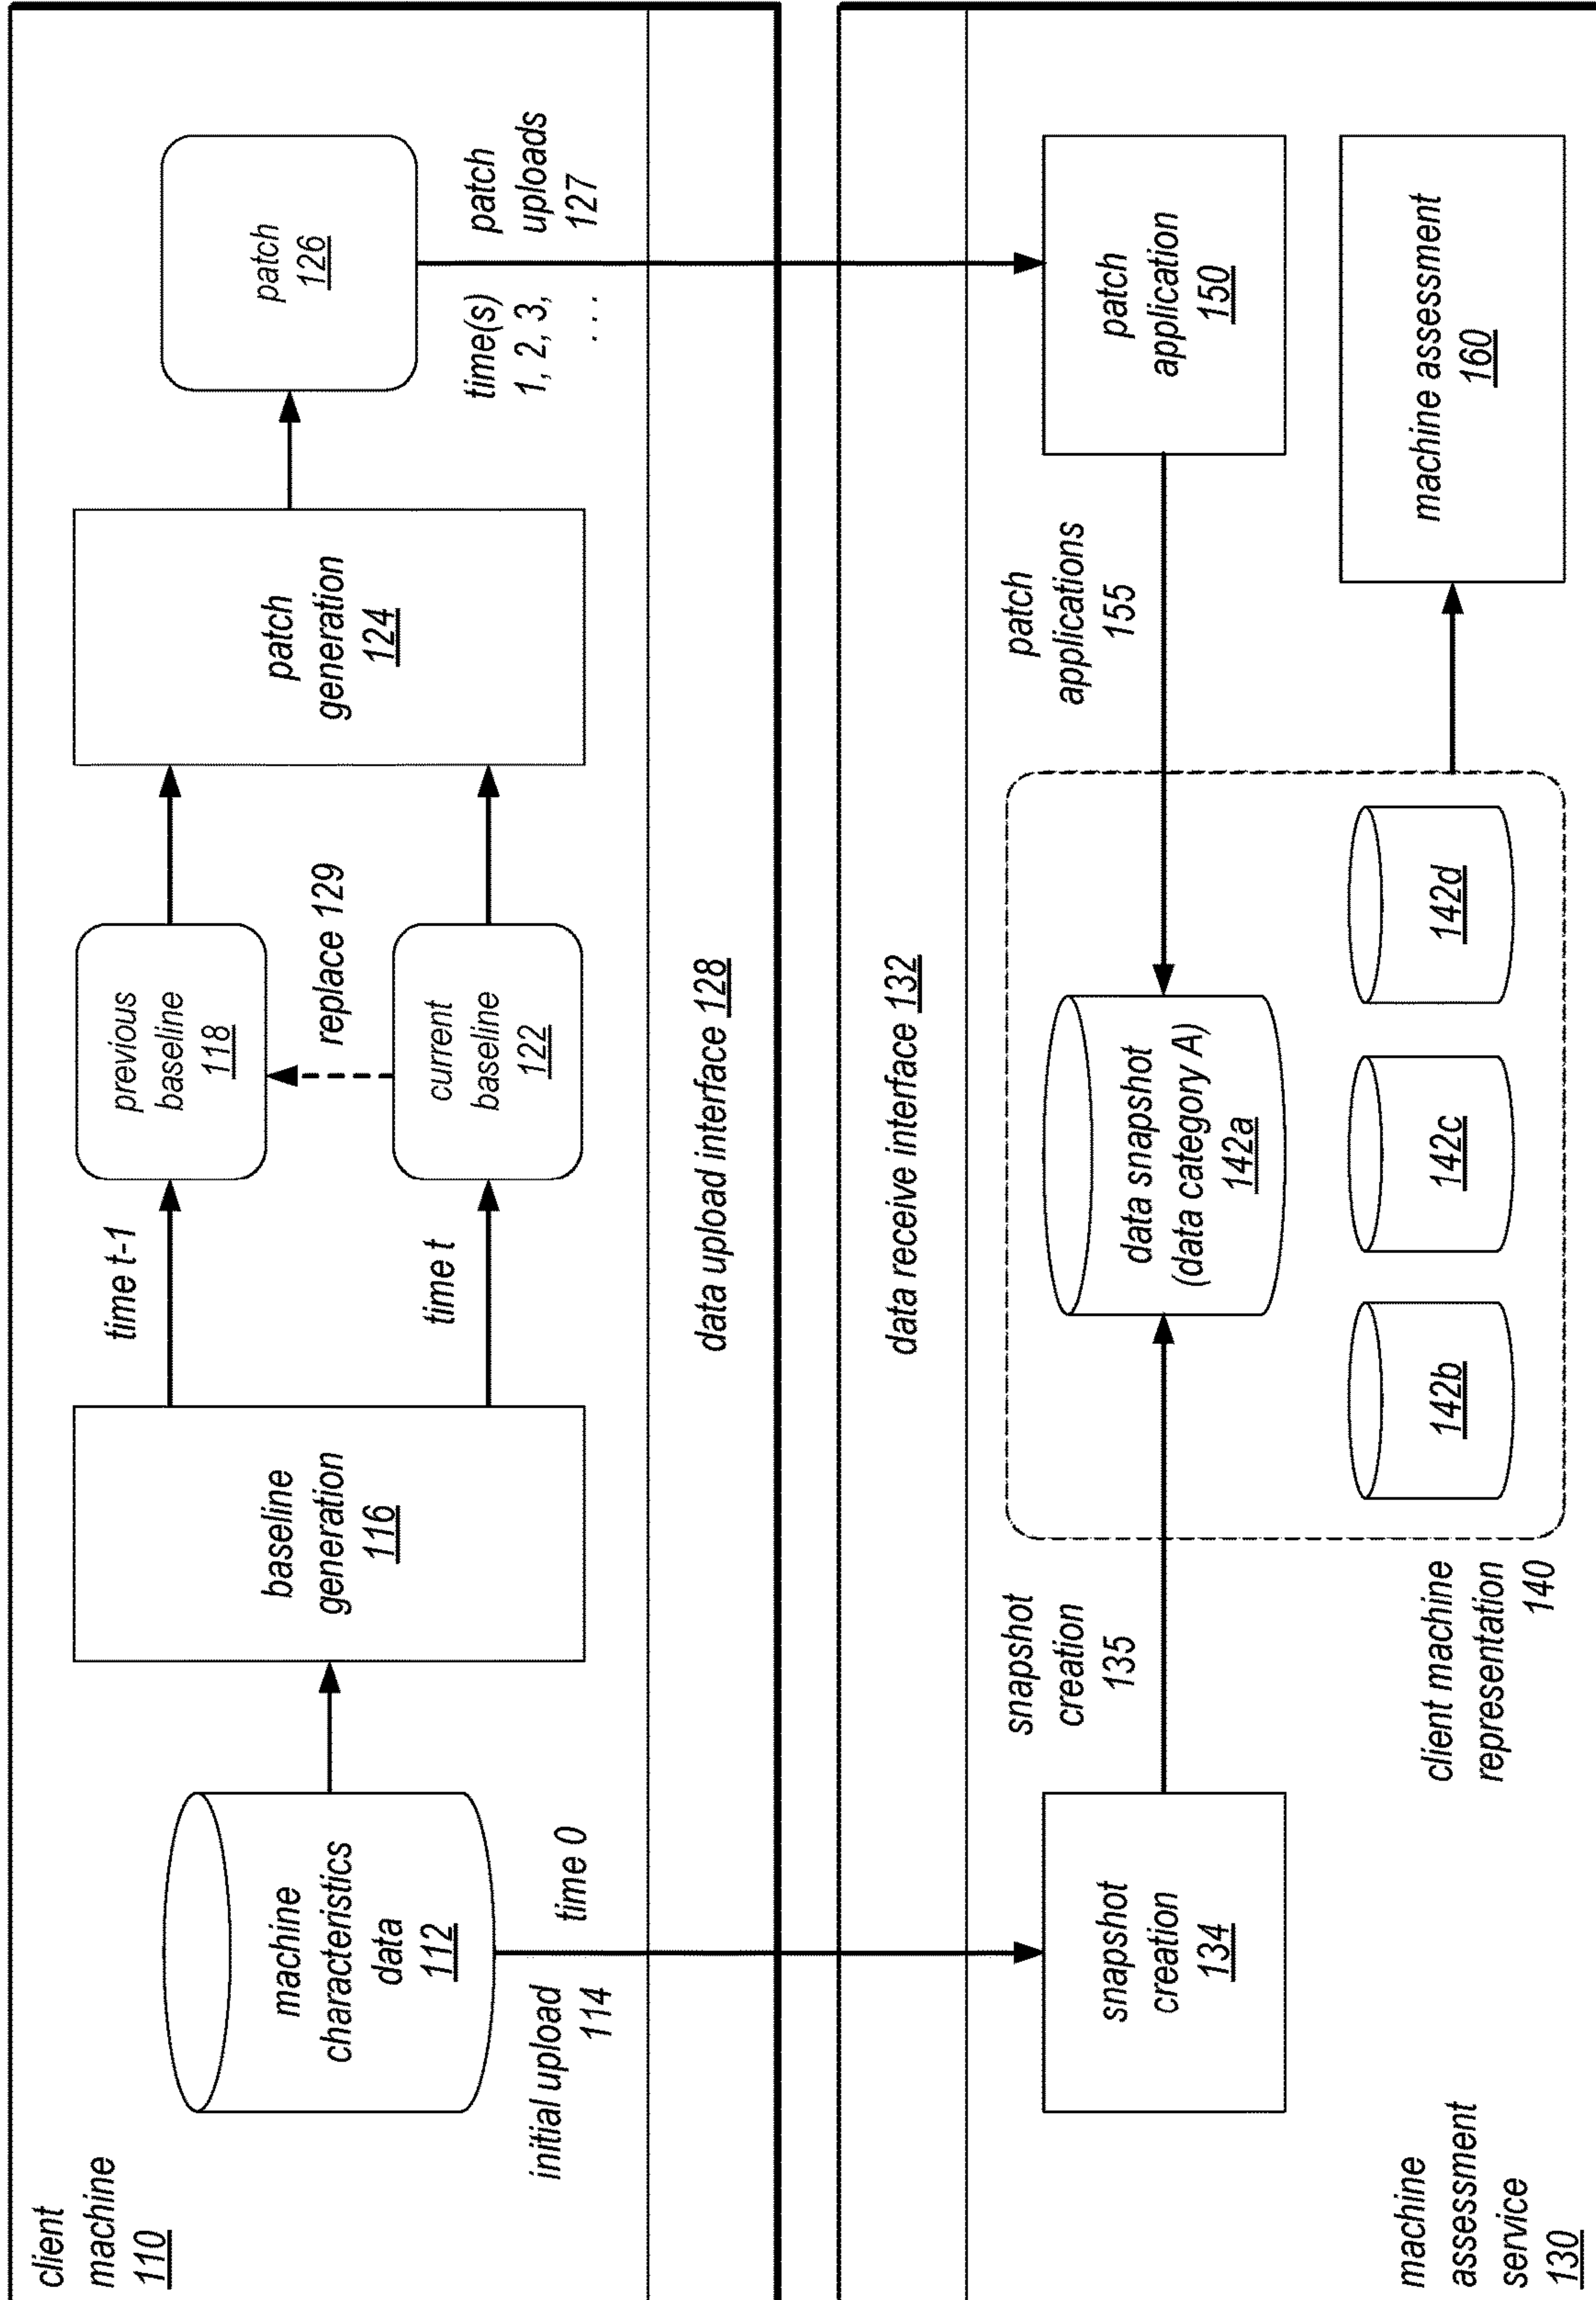 client
machine
110
machine
characteristics
data
112
initial upload
114
time 0
baseline
generation
116
time t-1
time t
previous
baseline
118
replace 129
current
baseline
122
patch
generation
124
patch
126
time(s)
1, 2, 3,
. . .
patch
uploads
127
data upload interface 128
data receive interface 132
snapshot
creation
134
snapshot
creation
135
data snapshot
(data category A)
142a
142b
142c
142d
client machine
representation
140
patch
applications
155
patch
application
150
machine assessment
160
machine
assessment
service
130